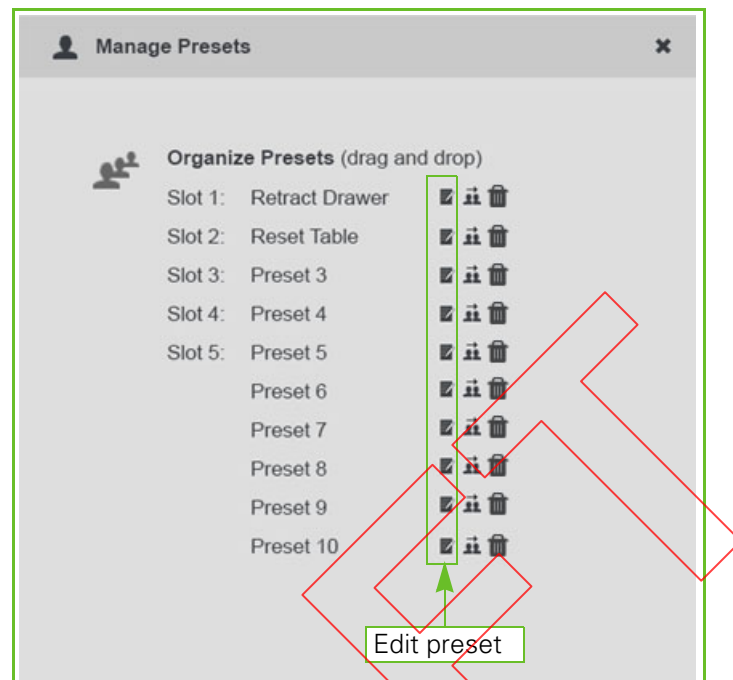 Manage Presets
Organize Presets (drag and drop)
Slot 1: Retract Drawer
Slot 2: Reset Table
Slot 3: Preset 3
Slot 4: Preset 4
Slot 5: Preset 5
Preset 6
Preset 7
Preset 8
Preset 9
Preset 10
Edit preset